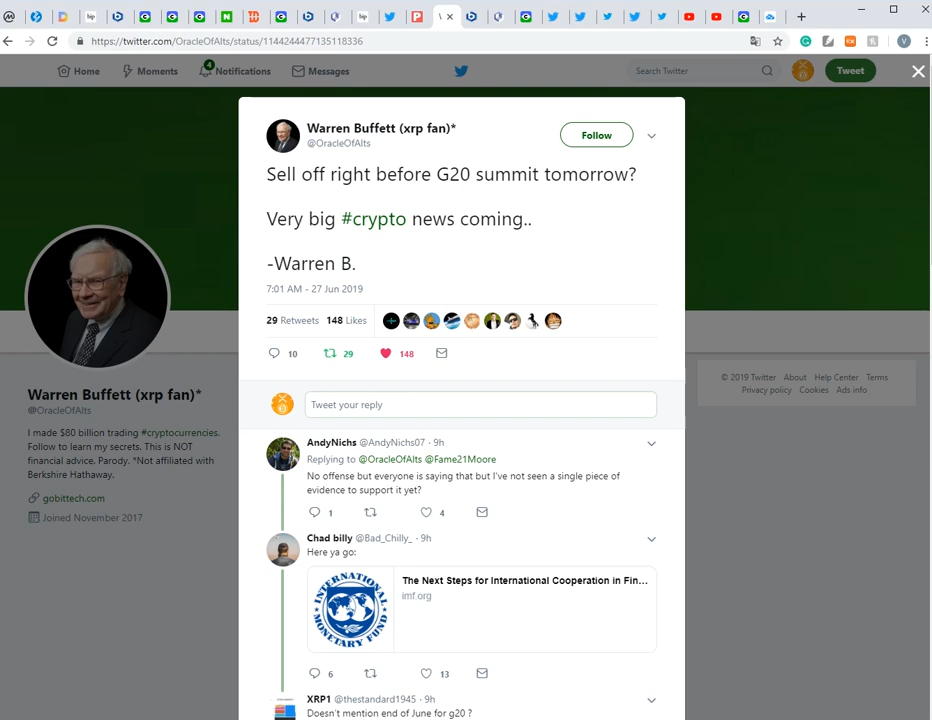 https://twitter.com/OracleOfAlts/status/1144244477135118336
Home
Moments
4
Notifications
Messages
Search Twitter
Tweet
Warren Buffett (xrp fan)*
@OracleOfAlts
Follow
Sell off right before G20 summit tomorrow?
Very big #crypto news coming..
-Warren B.
7:01 AM - 27 Jun 2019
29 Retweets 148 Likes
10 29 148
Tweet your reply
Warren Buffett (xrp fan)*
@OracleOfAlts
I made $80 billion trading #cryptocurrencies.
Follow to learn my secrets. This is NOT
financial advice. Parody. *Not affiliated with
Berkshire Hathaway.
gobittech.com
Joined November 2017
© 2019 Twitter About Help Center Terms
Privacy policy Cookies Ads info
AndyNichs @AndyNichs07 · 9h
Replying to @OracleOfAlts @Fame21Moore
No offense but everyone is saying that but I've not seen a single piece of
evidence to support it yet?
1 4
Chad billy @Bad_Chilly_ · 9h
Here ya go:
INTERNATIONAL
MONETARY FUND
The Next Steps for International Cooperation in Fin...
imf.org
6 13
XRP1 @thestandard1945 · 9h
Doesn't mention end of June for g20 ?